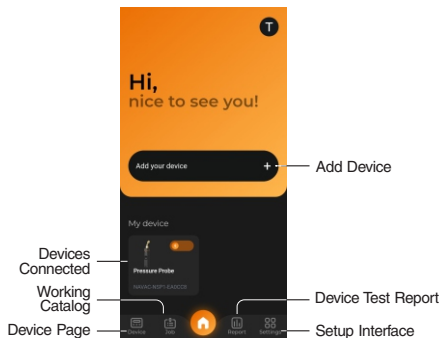 T
Hi,
nice to see you!
Add your device +
Add Device
My device
Devices
Connected
Pressure Probe
Working
Catalog
Device Test Report
Device Page
Device
Job
Report
Settings
Setup Interface